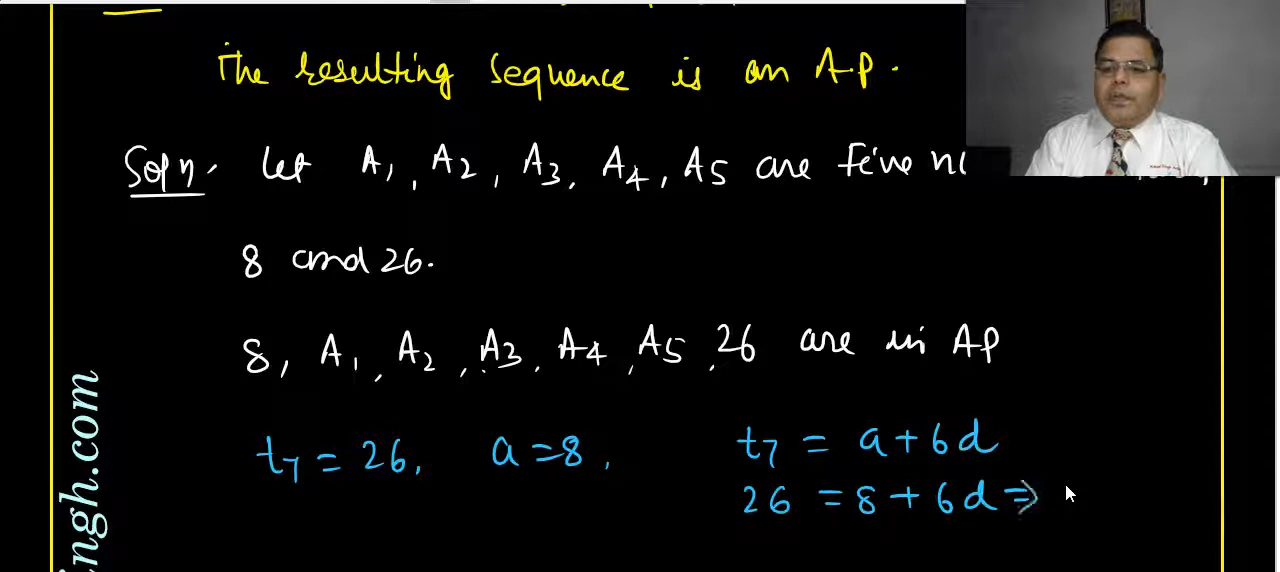 The resulting sequence is an A.P.
Soln. Let A1, A2, A3, A4, A5 are five
8 and 26.
8, A1, A2, A3, A4, A5, 26 are in AP
t7 = 26, a=8, t7 = a+6d
26 = 8 + 6d ⇒
ingh.com